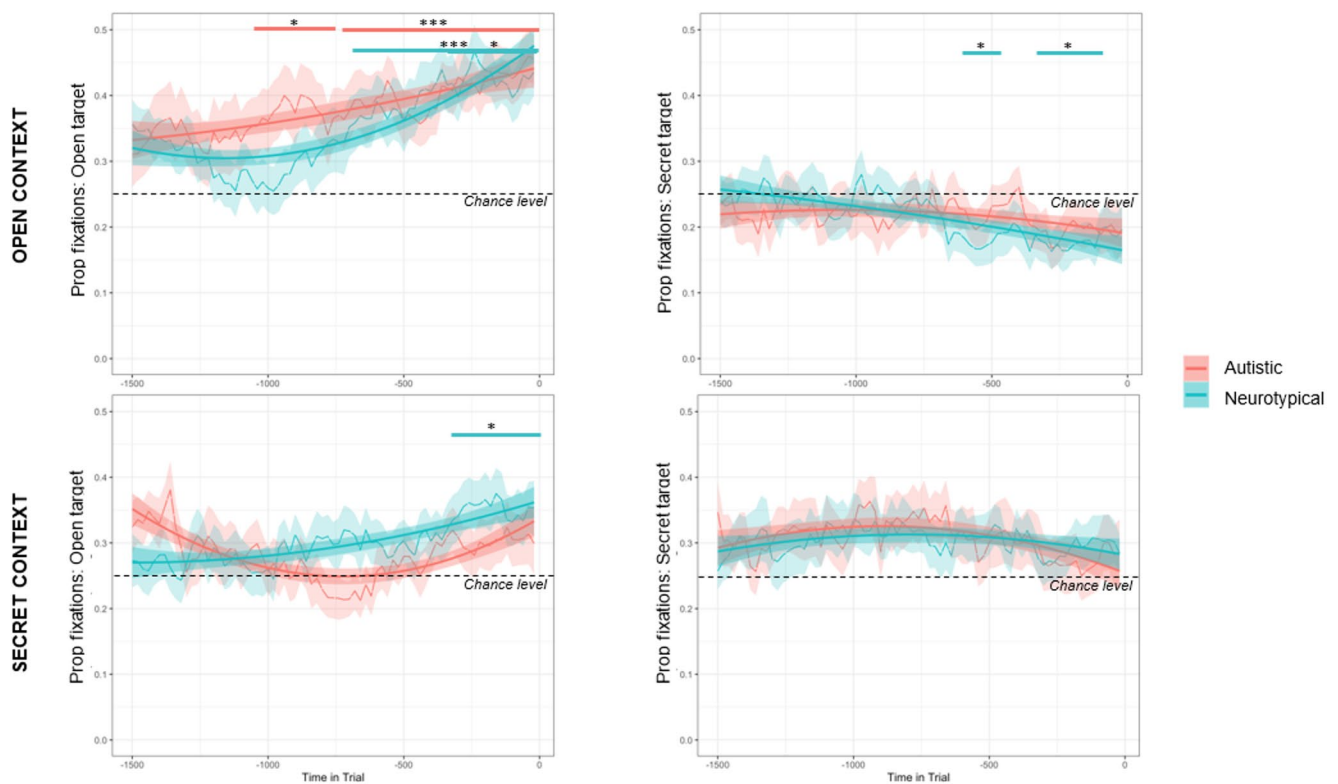 OPEN CONTEXT
Prop fixations: Open target
0.5
0.4
0.3
0.2
0.1
0.0
* ***
*** *
Chance level
-1500 -1000 -500 0
Prop fixations: Secret target
0.5
0.4
0.3
0.2
0.1
0.0
* *
Chance level
-1500 -1000 -500 0
Autistic
Neurotypical
SECRET CONTEXT
Prop fixations: Open target
0.5
0.4
0.3
0.2
0.1
0.0
*
Chance level
-1500 -1000 -500 0
Time in Trial
Prop fixations: Secret target
0.5
0.4
0.3
0.2
0.1
0.0
Chance level
-1500 -1000 -500 0
Time in Trial